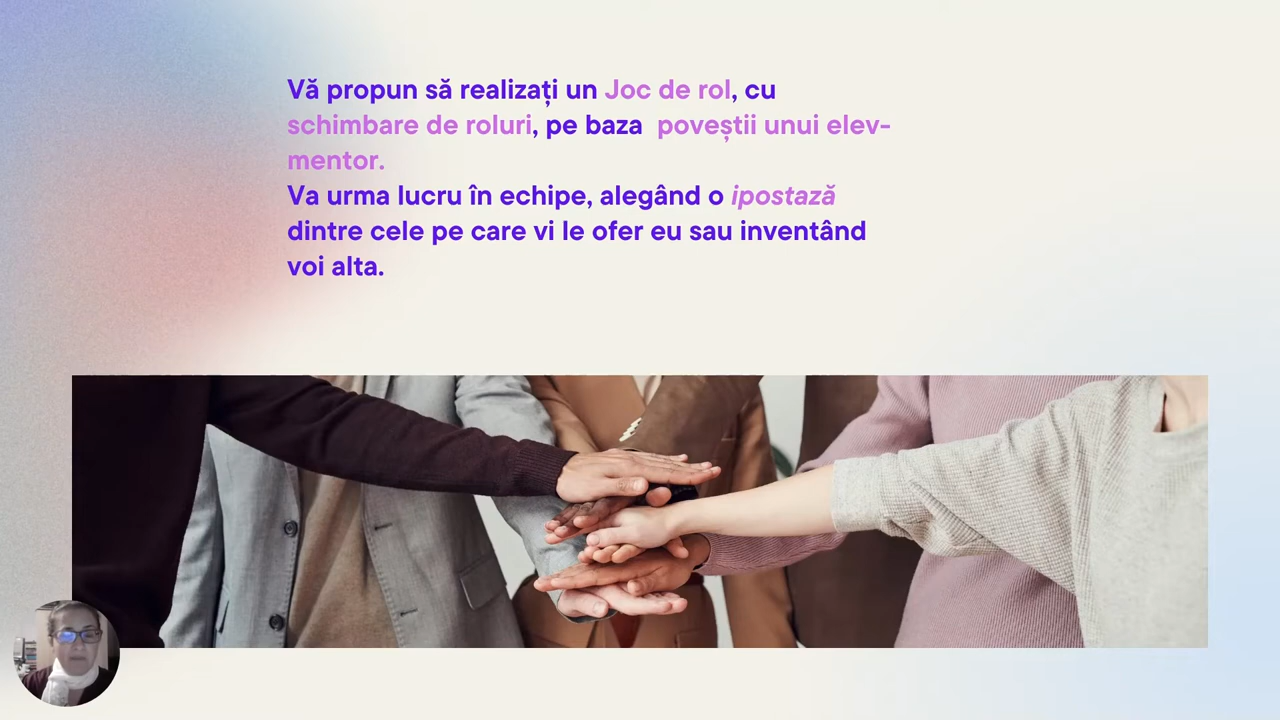 Vă propun să realizați un Joc de rol, cu
schimbare de roluri, pe baza  poveștii unui elev-
mentor.
Va urma lucru în echipe, alegând o ipostază
dintre cele pe care vi le ofer eu sau inventând
voi alta.